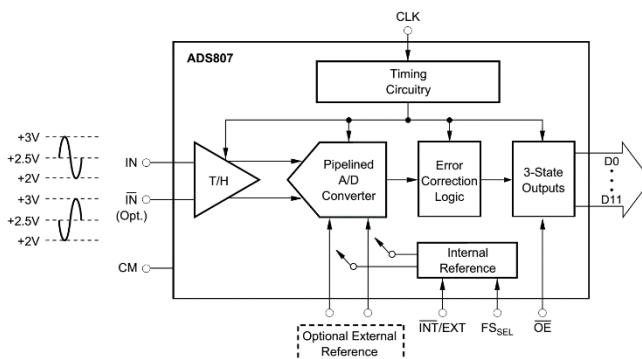 CLK
ADS807
Timing
Circuitry
+3V
+2.5V
+2V
+3V
+2.5V
+2V
IN
IN
(Opt.)
CM
T/H
Pipelined
A/D
Converter
Error
Correction
Logic
3-State
Outputs
D0
D11
Internal
Reference
Optional External
Reference
INT/EXT
FSSEL
OE